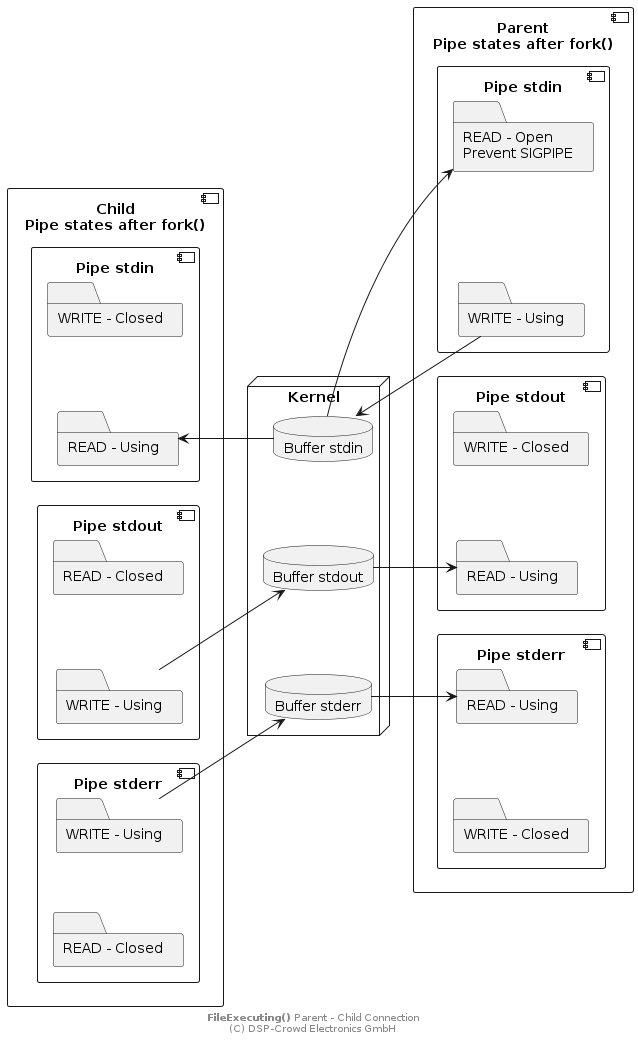 Parent
Pipe states after fork()
Pipe stdin
READ - Open
Prevent SIGPIPE
WRITE - Using
Pipe stdout
WRITE - Closed
READ - Using
Pipe stderr
READ - Using
WRITE - Closed
Child
Pipe states after fork()
Pipe stdin
WRITE - Closed
READ - Using
Pipe stdout
READ - Closed
WRITE - Using
Pipe stderr
WRITE - Using
READ - Closed
Kernel
Buffer stdin
Buffer stdout
Buffer stderr
FileExecuting() Parent - Child Connection
(C) DSP-Crowd Electronics GmbH